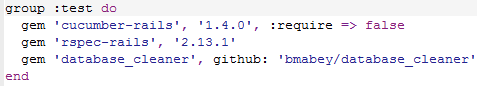 group :test do
  gem 'cucumber-rails', '1.4.0', :require => false
  gem 'rspec-rails', '2.13.1'
  gem 'database_cleaner', github: 'bmabey/database_cleaner'
end